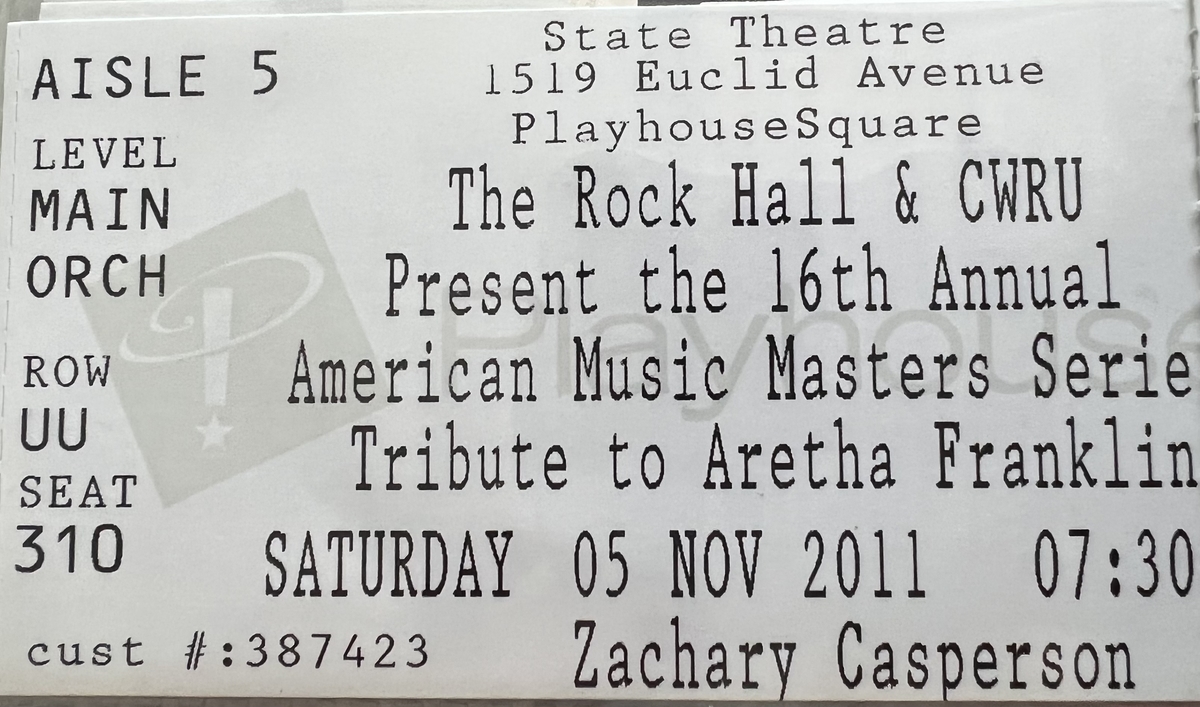 AISLE 5
LEVEL
MAIN
ORCH
ROW
UU
SEAT
310
cust #:387423
State Theatre
1519 Euclid Avenue
PlayhouseSquare
The Rock Hall & CWRU
Present the 16th Annual
American Music Masters Serie
Tribute to Aretha Franklin
SATURDAY 05 NOV 2011 07:30
Zachary Casperson
Playhouse